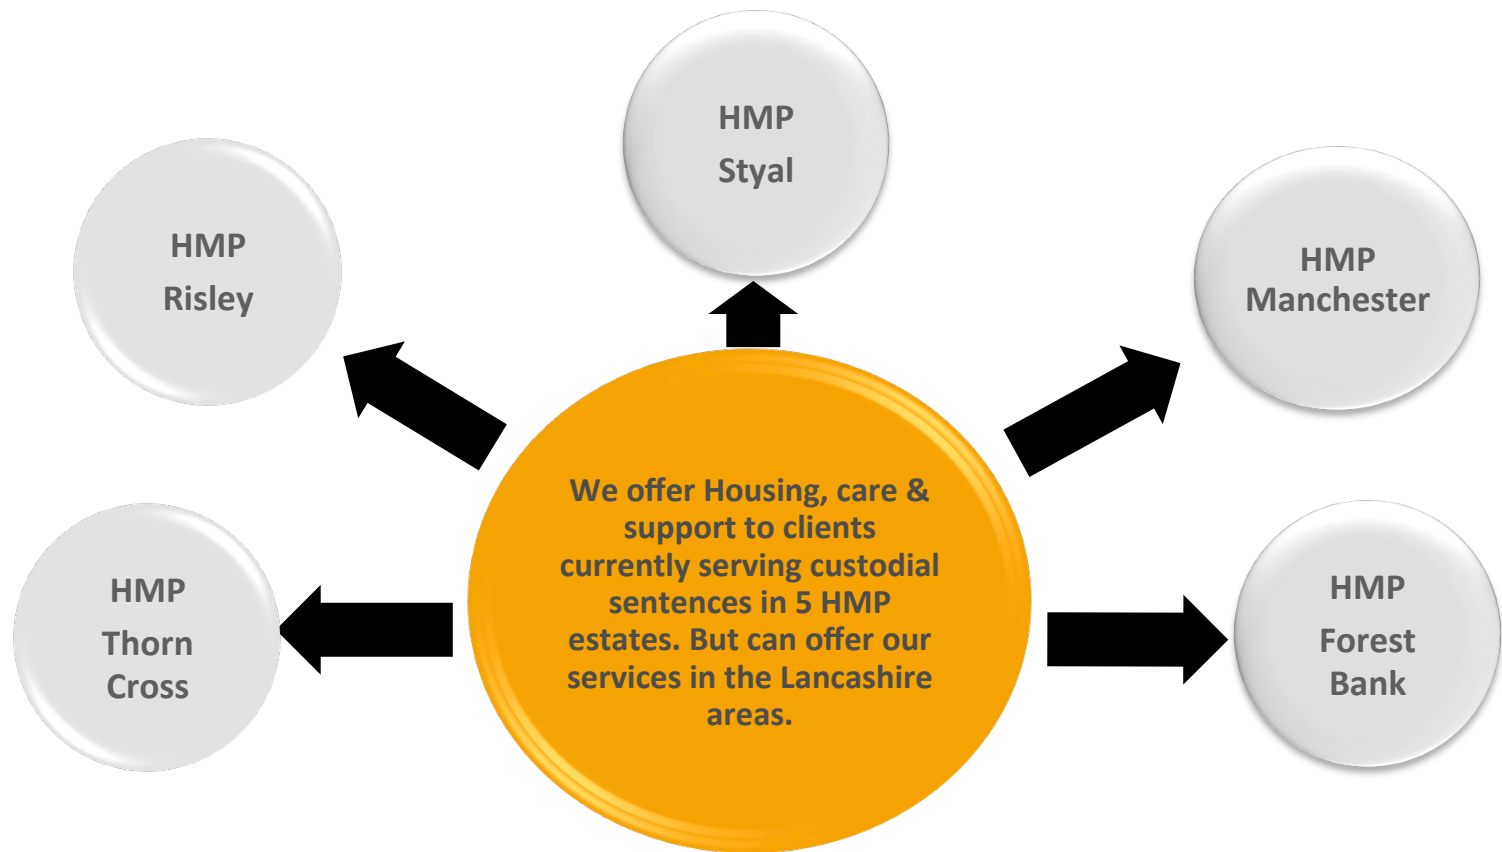 HMP
Styal
HMP
Risley
HMP
Manchester
We offer Housing, care &
support to clients
currently serving custodial
sentences in 5 HMP
estates. But can offer our
services in the Lancashire
areas.
HMP
Thorn
Cross
HMP
Forest
Bank